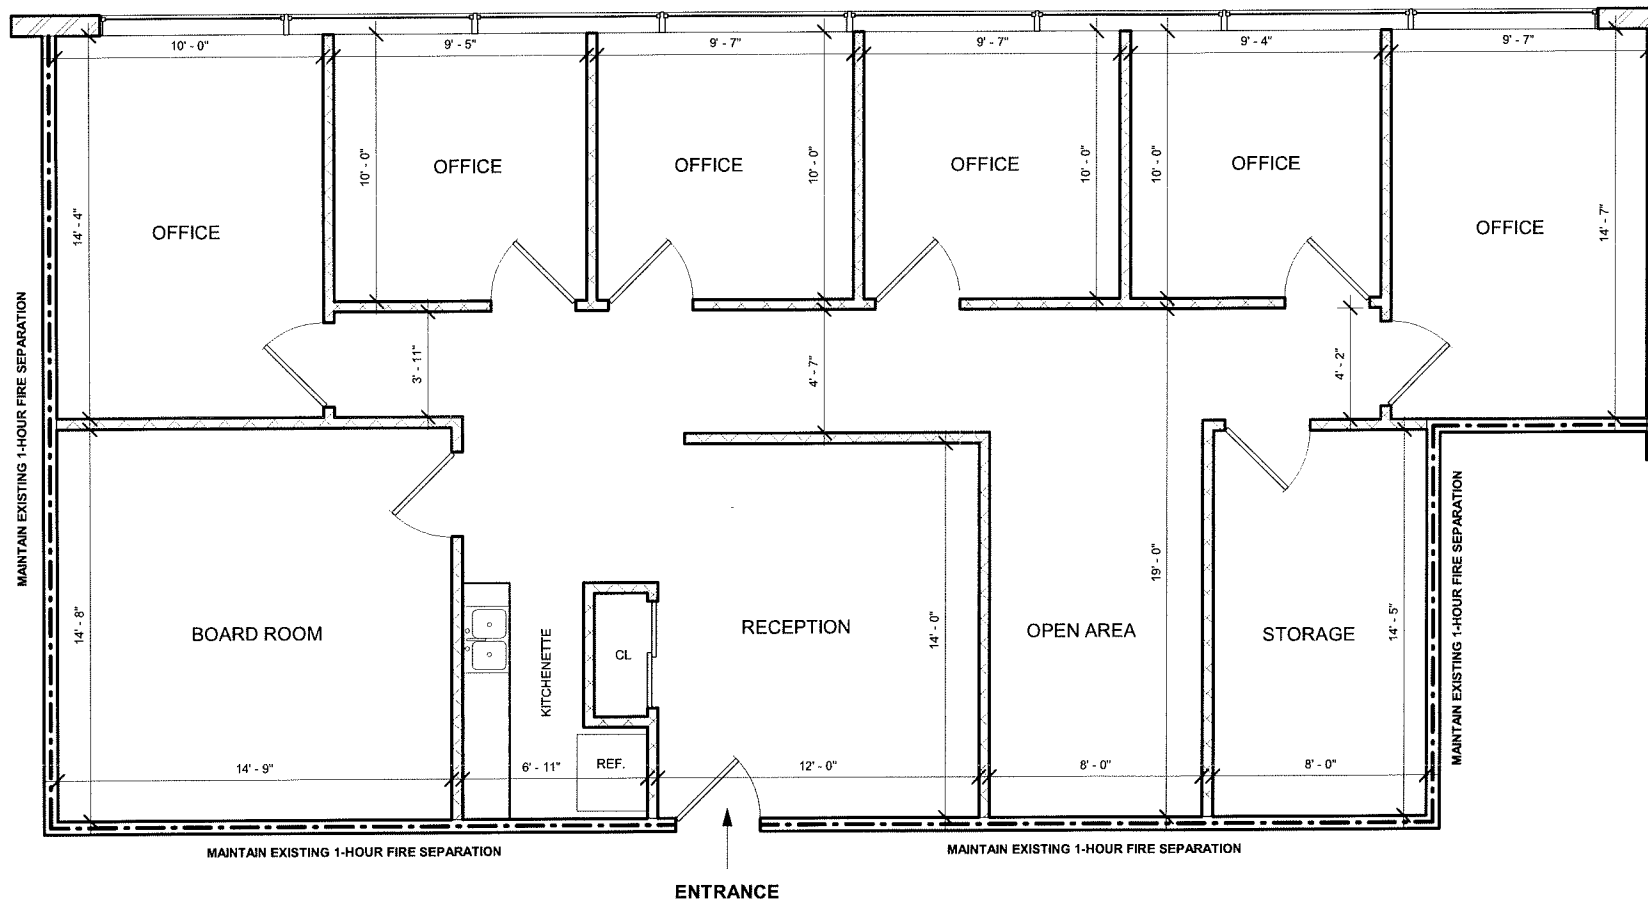 10' - 0"
9' - 5"
9' - 7"
9' - 7"
9' - 4"
9' - 7"
OFFICE
OFFICE
OFFICE
OFFICE
OFFICE
OFFICE
14' - 4"
10' - 0"
10' - 0"
10' - 0"
10' - 0"
14' - 7"
3' - 11"
4' - 7"
4' - 2"
MAINTAIN EXISTING 1-HOUR FIRE SEPARATION
14' - 8"
BOARD ROOM
KITCHENETTE
CL
RECEPTION
14' - 0"
OPEN AREA
19' - 0"
STORAGE
14' - 5"
MAINTAIN EXISTING 1-HOUR FIRE SEPARATION
REF.
14' - 9"
6' - 11"
12' - 0"
8' - 0"
8' - 0"
MAINTAIN EXISTING 1-HOUR FIRE SEPARATION
MAINTAIN EXISTING 1-HOUR FIRE SEPARATION
ENTRANCE